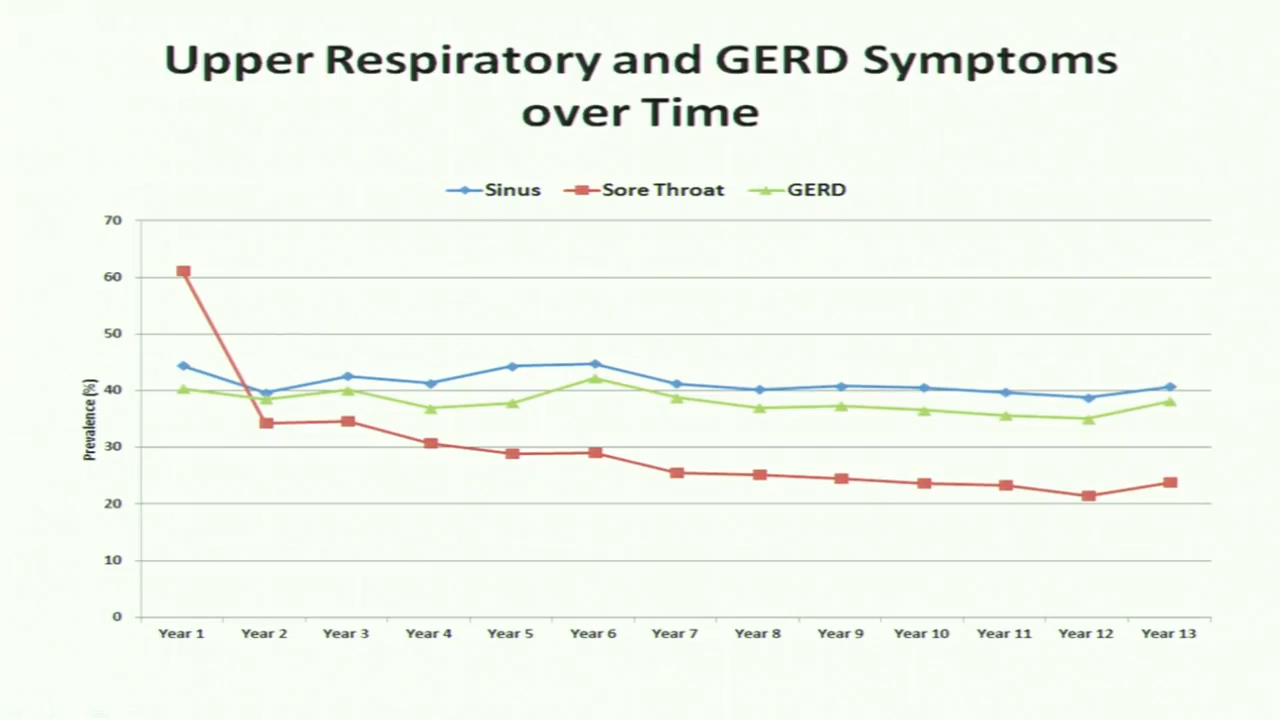 Upper Respiratory and GERD Symptoms
over Time
Sinus Sore Throat GERD
70
60
50
40
30
20
10
0
Prevalence (%)
Year 1 Year 2 Year 3 Year 4 Year 5 Year 6 Year 7 Year 8 Year 9 Year 10 Year 11 Year 12 Year 13